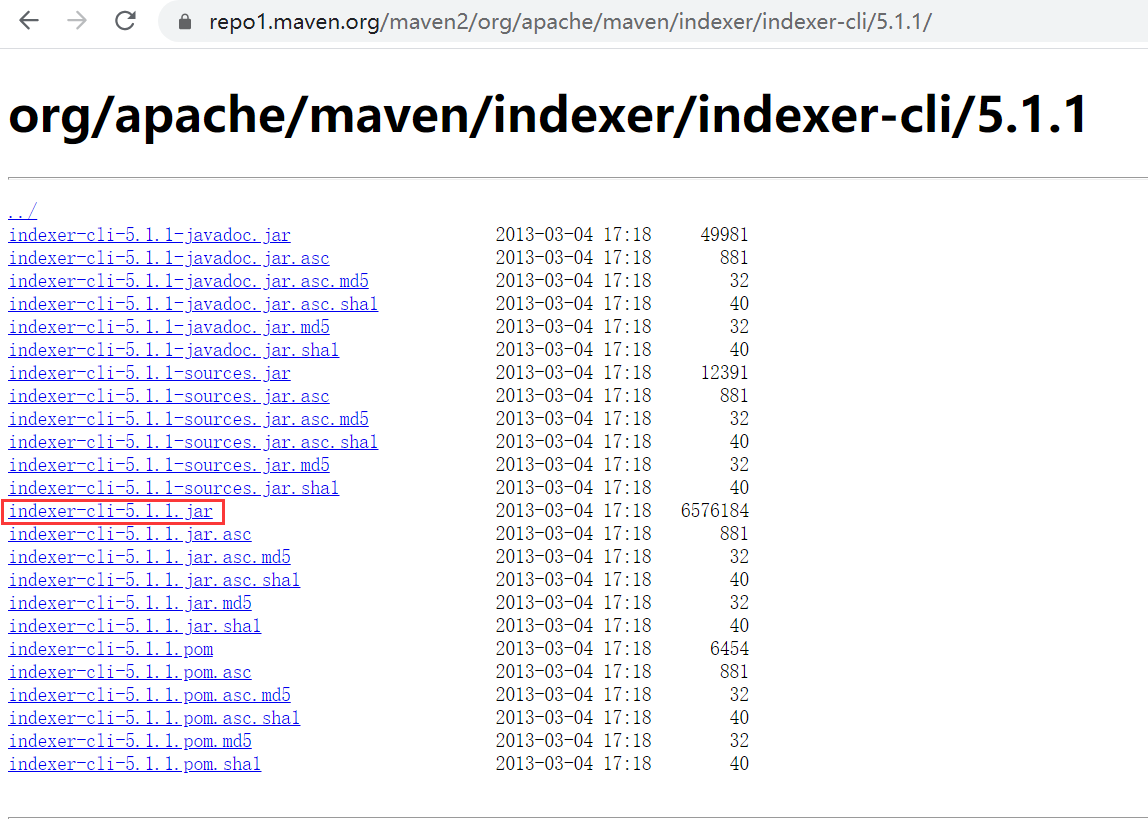 repo1.maven.org/maven2/org/apache/maven/indexer/indexer-cli/5.1.1/
org/apache/maven/indexer/indexer-cli/5.1.1
../
indexer-cli-5.1.1-javadoc.jar 2013-03-04 17:18 49981
indexer-cli-5.1.1-javadoc.jar.asc 2013-03-04 17:18 881
indexer-cli-5.1.1-javadoc.jar.asc.md5 2013-03-04 17:18 32
indexer-cli-5.1.1-javadoc.jar.asc.sha1 2013-03-04 17:18 40
indexer-cli-5.1.1-javadoc.jar.md5 2013-03-04 17:18 32
indexer-cli-5.1.1-javadoc.jar.sha1 2013-03-04 17:18 40
indexer-cli-5.1.1-sources.jar 2013-03-04 17:18 12391
indexer-cli-5.1.1-sources.jar.asc 2013-03-04 17:18 881
indexer-cli-5.1.1-sources.jar.asc.md5 2013-03-04 17:18 32
indexer-cli-5.1.1-sources.jar.asc.sha1 2013-03-04 17:18 40
indexer-cli-5.1.1-sources.jar.md5 2013-03-04 17:18 32
indexer-cli-5.1.1-sources.jar.sha1 2013-03-04 17:18 40
indexer-cli-5.1.1.jar 2013-03-04 17:18 6576184
indexer-cli-5.1.1.jar.asc 2013-03-04 17:18 881
indexer-cli-5.1.1.jar.asc.md5 2013-03-04 17:18 32
indexer-cli-5.1.1.jar.asc.sha1 2013-03-04 17:18 40
indexer-cli-5.1.1.jar.md5 2013-03-04 17:18 32
indexer-cli-5.1.1.jar.sha1 2013-03-04 17:18 40
indexer-cli-5.1.1.pom 2013-03-04 17:18 6454
indexer-cli-5.1.1.pom.asc 2013-03-04 17:18 881
indexer-cli-5.1.1.pom.asc.md5 2013-03-04 17:18 32
indexer-cli-5.1.1.pom.asc.sha1 2013-03-04 17:18 40
indexer-cli-5.1.1.pom.md5 2013-03-04 17:18 32
indexer-cli-5.1.1.pom.sha1 2013-03-04 17:18 40